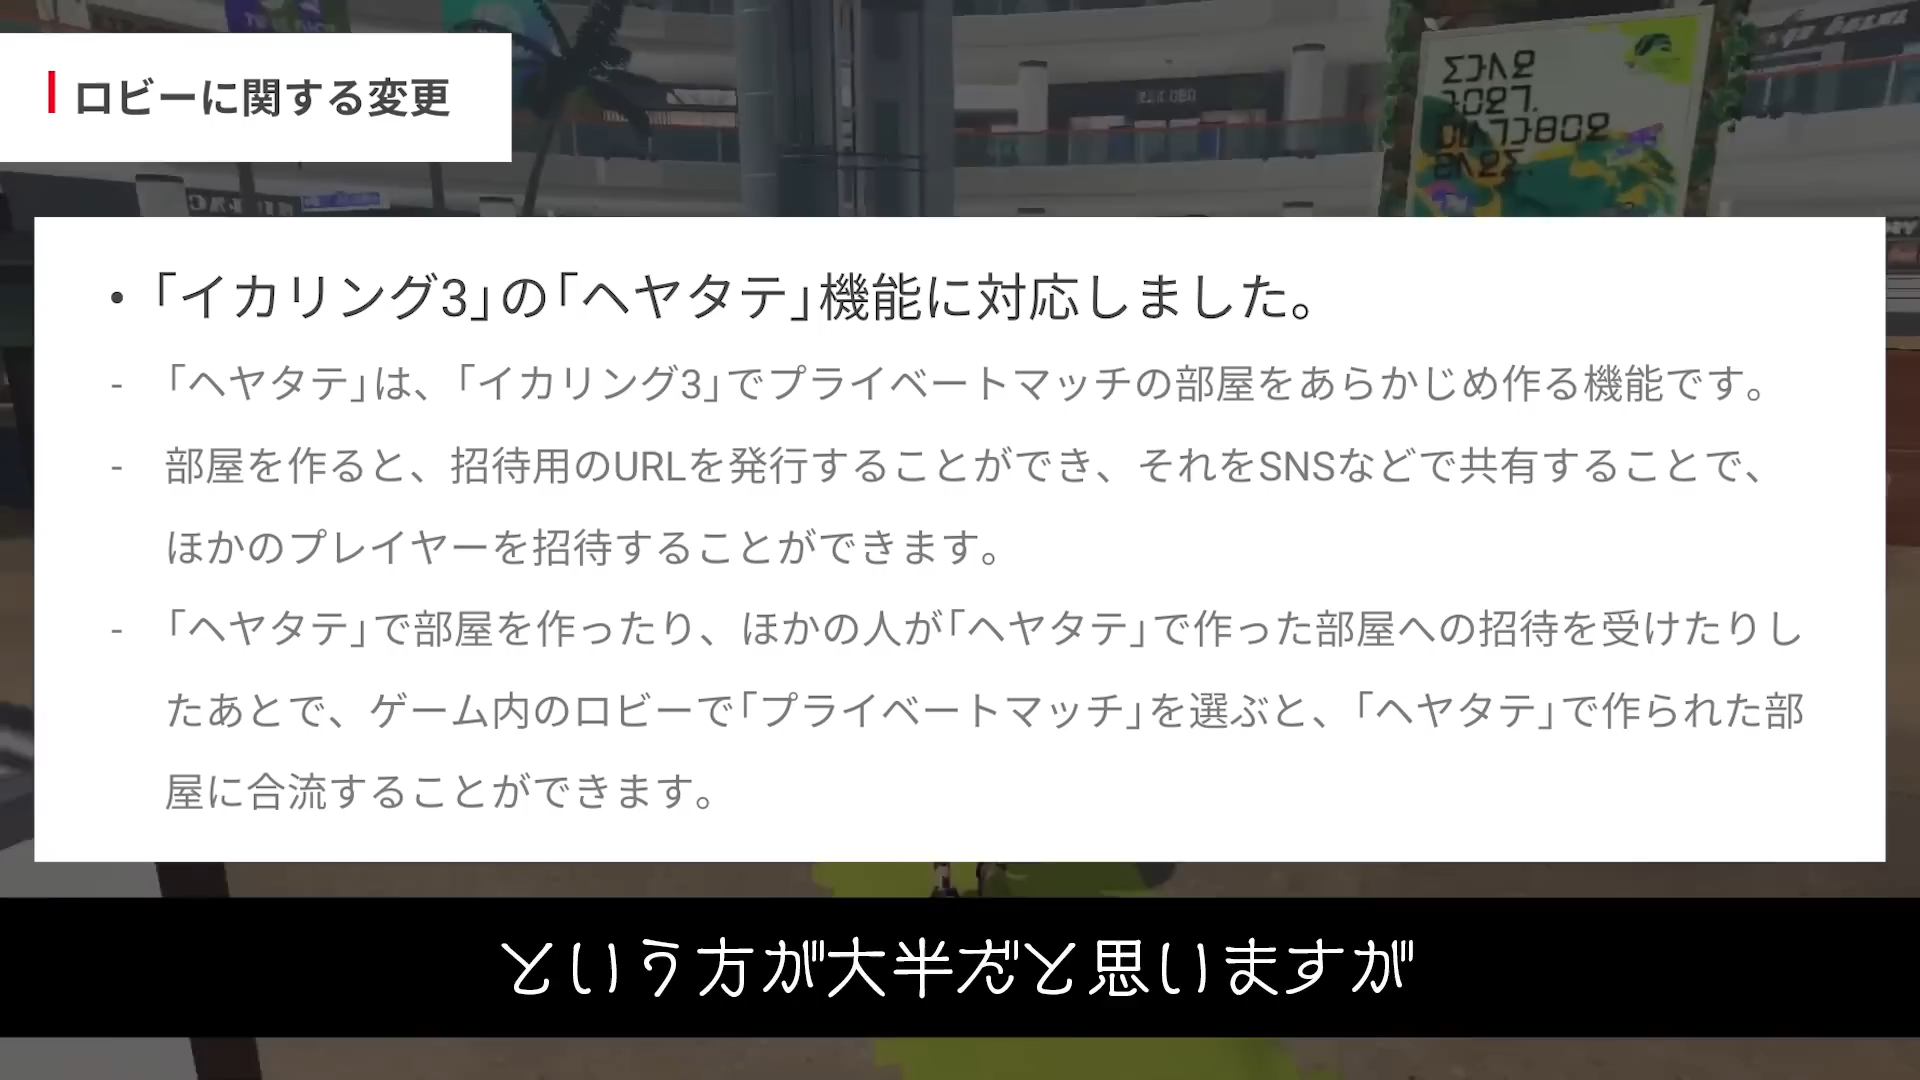 ロビーに関する変更
・「イカリング3」の「ヘヤタテ」機能に対応しました。
- 「ヘヤタテ」は、「イカリング3」でプライベートマッチの部屋をあらかじめ作る機能です。
- 部屋を作ると、招待用のURLを発行することができ、それをSNSなどで共有することで、
ほかのプレイヤーを招待することができます。
- 「ヘヤタテ」で部屋を作ったり、ほかの人が「ヘヤタテ」で作った部屋への招待を受けたりし
たあとで、ゲーム内のロビーで「プライベートマッチ」を選ぶと、「ヘヤタテ」で作られた部
屋に合流することができます。
という方が大半だと思いますが